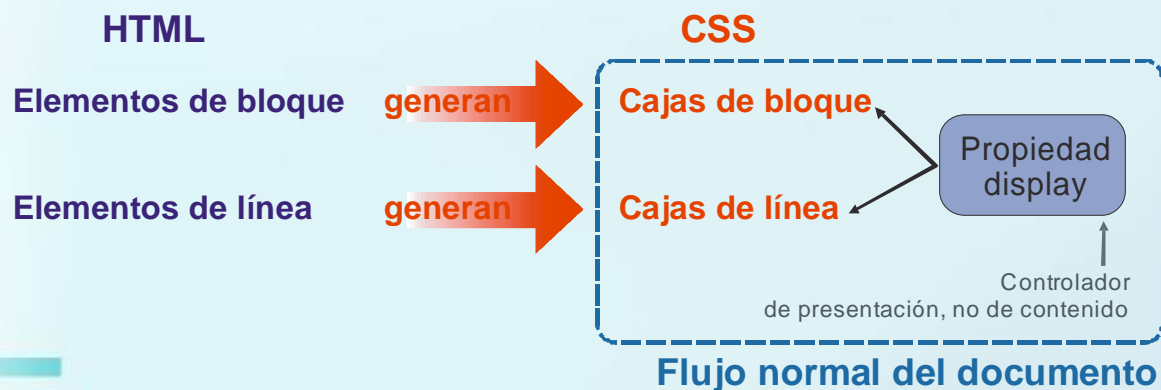 HTML
CSS
Elementos de bloque generan Cajas de bloque
Propiedad
display
Elementos de línea generan Cajas de línea
Controlador
de presentación, no de contenido
Flujo normal del documento